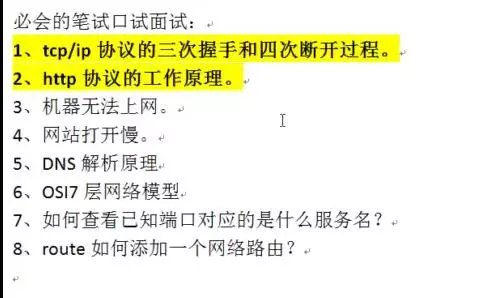 必会的笔试口试面试：
1、tcp/ip 协议的三次握手和四次断开过程。
2、http 协议的工作原理。
3、机器无法上网。
4、网站打开慢。
5、DNS 解析原理
6、OSI7 层网络模型
7、如何查看已知端口对应的是什么服务名？
8、route 如何添加一个网络路由？